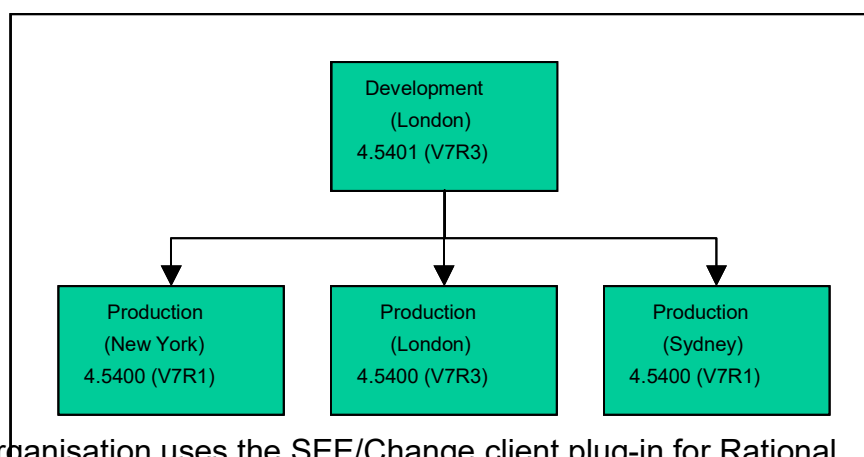 Development
(London)
4.5401 (V7R3)
Production
(New York)
4.5400 (V7R1)
Production
(London)
4.5400 (V7R3)
Production
(Sydney)
4.5400 (V7R1)
uses the SEE/Change client plug-in for Rational